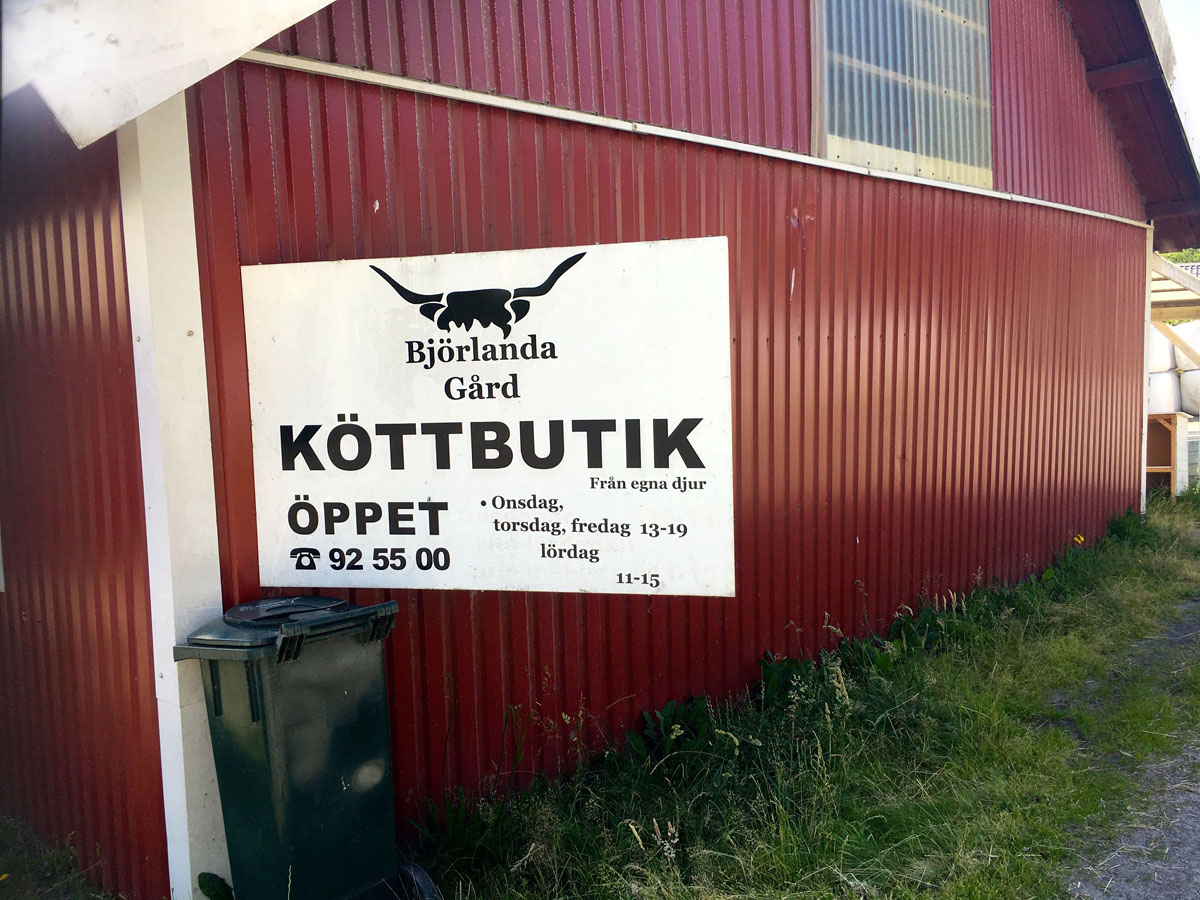 Björlanda
Gård
KÖTTBUTIK
Från egna djur
ÖPPET
☎ 92 55 00
• Onsdag,
torsdag, fredag 13-19
lördag
11-15